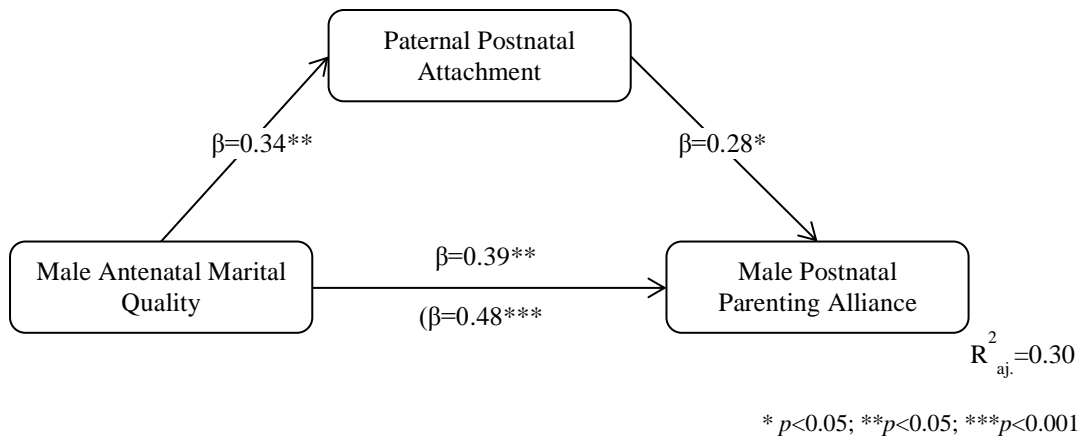 Paternal Postnatal
Attachment
β=0.34**
β=0.28*
Male Antenatal Marital
Quality
β=0.39**
(β=0.48***
Male Postnatal
Parenting Alliance
R²aj.=0.30
* p<0.05; **p<0.05; ***p<0.001